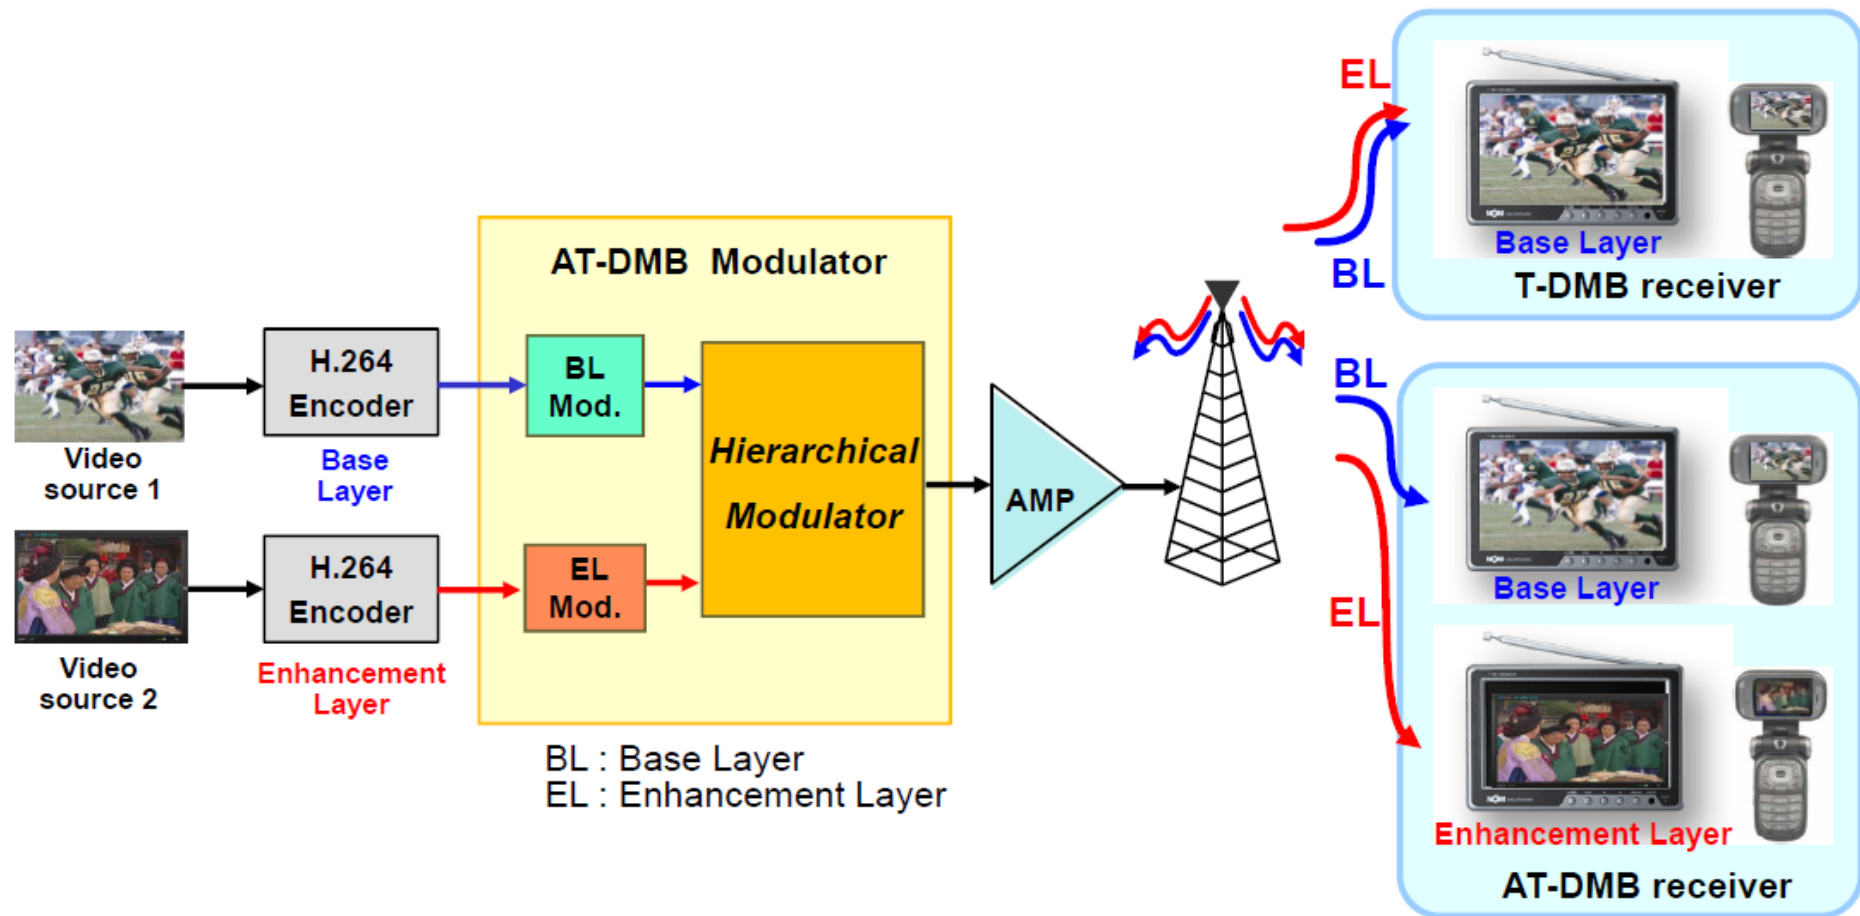 Video
source 1
H.264
Encoder
Base
Layer
Video
source 2
H.264
Encoder
Enhancement
Layer
AT-DMB Modulator
BL
Mod.
EL
Mod.
Hierarchical
Modulator
BL : Base Layer
EL : Enhancement Layer
AMP
EL
BL
Base Layer
T-DMB receiver
BL
EL
Base Layer
Enhancement Layer
AT-DMB receiver